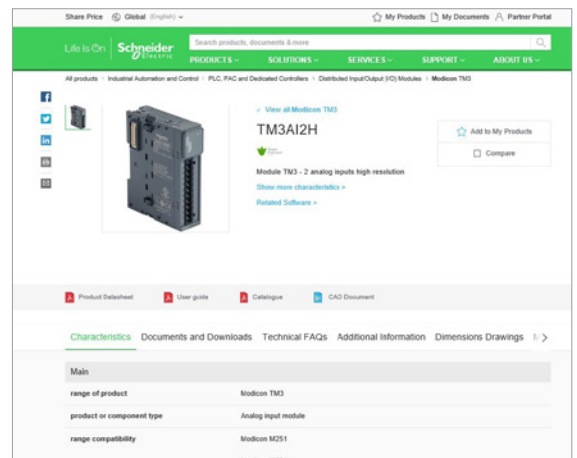 Share Price Global (English)
My Products My Documents Partner Portal
Life Is On Schneider Electric
Search products, documents & more
PRODUCTS SOLUTIONS SERVICES SUPPORT ABOUT US
All products Industrial Automation and Control PLC, PAC and Dedicated Controllers Distributed Input/Output (I/O) Modules Modicon TM3
< View all Modicon TM3
TM3AI2H
Add to My Products
Compare
Module TM3 - 2 analog inputs high resolution
Show more characteristics »
Related Software »
Product Datasheet User guide Catalogue CAD Document
Characteristics Documents and Downloads Technical FAQs Additional Information Dimensions Drawings
Main
range of product Modicon TM3
product or component type Analog input module
range compatibility Modicon M251